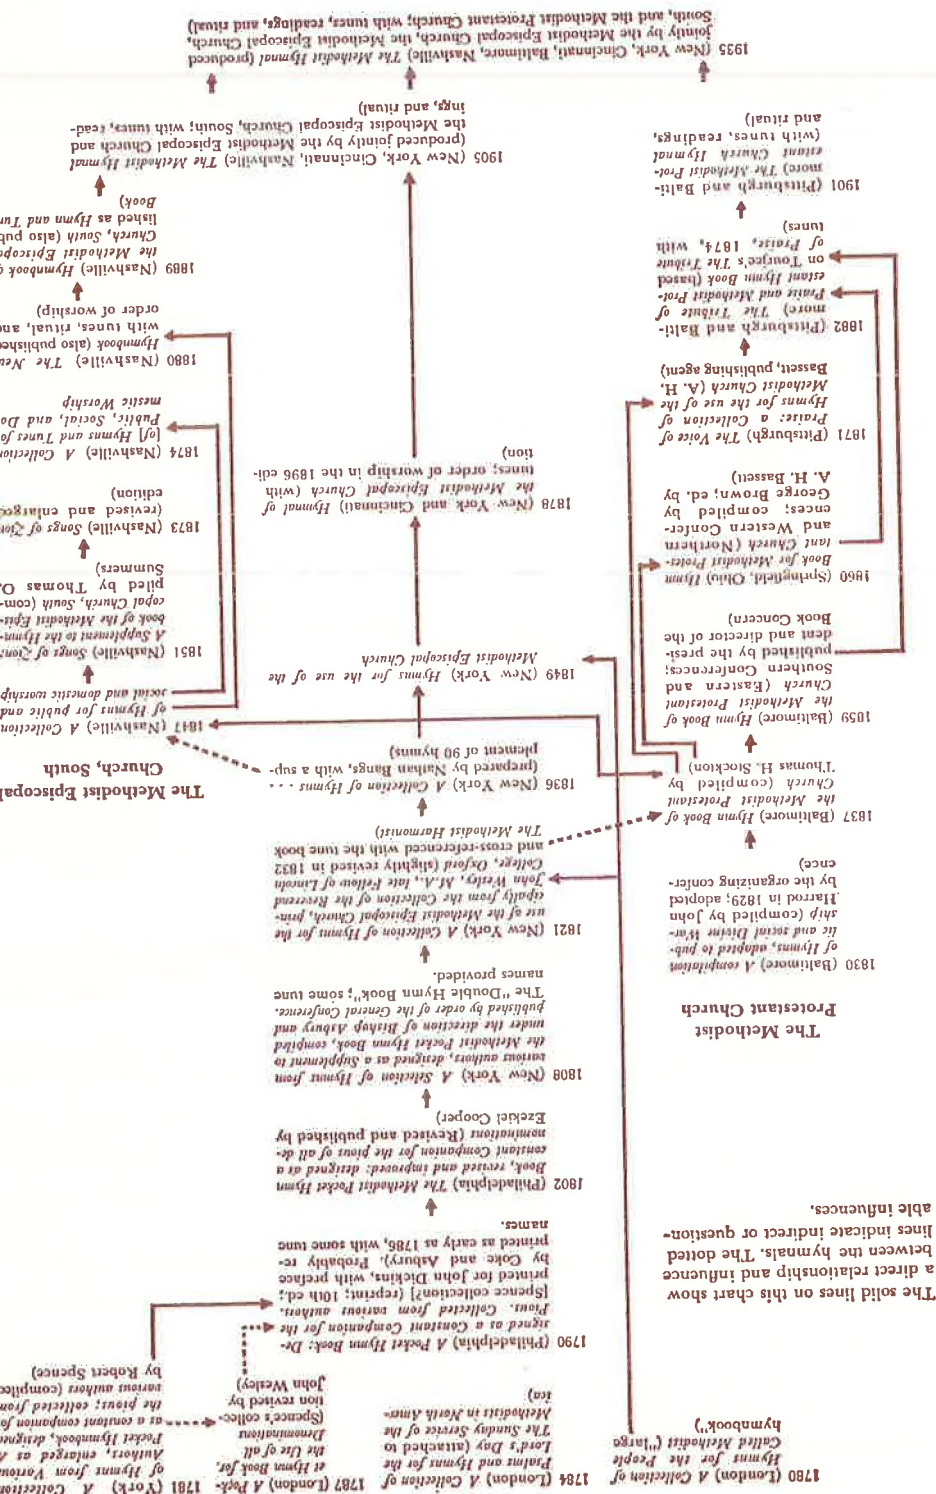 1780 (London) A Collection of
Hymns for the People
Called Methodist ("large
hymnbook")
1784 (London) A Collection of
Psalms and Hymns for the
Lord's Day (attached to
The Sunday Service of the
Methodists in North Amer-
ica)
1787 (London) A Pock-
et Hymn Book for,
the Use of all
Denominations
(Spence's collec-
tion revised by
John Wesley)
1781 (York) A Collection
of Hymns from Various
Authors, enlarged as A
Pocket Hymnbook, designed
as a constant companion for
the pious; collected from
various authors (compiled
by Robert Spence)
The solid lines on this chart show
a direct relationship and influence
between the hymnals. The dotted
lines indicate indirect or question-
able influences.
1790 (Philadelphia) A Pocket Hymn Book: De-
signed as a Constant Companion for the
Pious. Collected from various authors.
[Spence collection?] (reprint; 10th ed.;
printed for John Dickins, with preface
by Coke and Asbury). Probably re-
printed as early as 1786, with some tune
names.
1802 (Philadelphia) The Methodist Pocket Hymn
Book, revised and improved: designed as a
constant Companion for the pious of all de-
nominations (Revised and published by
Ezekiel Cooper)
1808 (New York) A Selection of Hymns from
various authors, designed as a Supplement to
the Methodist Pocket Hymn Book, compiled
under the direction of Bishop Asbury and
published by order of the General Conference.
The "Double Hymn Book"; some tune
names provided.
1821 (New York) A Collection of Hymns for the
use of the Methodist Episcopal Church, prin-
cipally from the Collection of the Reverend
John Wesley, M.A., late Fellow of Lincoln
College, Oxford (slightly revised in 1832
and cross-referenced with the tune book
The Methodist Harmonist)
1836 (New York) A Collection of Hymns . . .
(prepared by Nathan Bangs, with a sup-
plement of 90 hymns)
1849 (New York) Hymns for the use of the
Methodist Episcopal Church
1878 (New York and Cincinnati) Hymnal of
the Methodist Episcopal Church (with
tunes; order of worship in the 1896 edi-
tion)
The Methodist
Protestant Church
1830 (Baltimore) A compilation
of Hymns, adapted to pub-
lic and social Divine Wor-
ship (compiled by John
Harrod in 1829; adopted
by the organizing confer-
ence)
1837 (Baltimore) Hymn Book of
the Methodist Protestant
Church (compiled by
Thomas H. Stockton)
1859 (Baltimore) Hymn Book of
the Methodist Protestant
Church (Eastern and
Southern Conferences;
published by the presi-
dent and director of the
Book Concern)
1860 (Springfield, Ohio) Hymn
Book for Methodist Protes-
tant Church (Northern
and Western Confer-
ences; compiled by
George Brown; ed. by
A. H. Bassett)
1871 (Pittsburgh) The Voice of
Praise: a Collection of
Hymns for the use of the
Methodist Church (A. H.
Bassett, publishing agent)
1882 (Pittsburgh and Balti-
more) The Tribute of
Praise and Methodist Prot-
estant Hymn Book (based
on Tourjee's The Tribute
of Praise, 1874, with
tunes)
1901 (Pittsburgh and Balti-
more) The Methodist Prot-
estant Church Hymnal
(with tunes, readings,
and ritual)
The Methodist Episcopal
Church, South
1847 (Nashville) A Collection
of Hymns for public and
social and domestic worship
1851 (Nashville) Songs of Zion:
A Supplement to the Hymn-
book of the Methodist Epis-
copal Church, South (com-
piled by Thomas O.
Summers)
1873 (Nashville) Songs of Zion
(revised and enlarged
edition)
1874 (Nashville) A Collection
[of] Hymns and Tunes for
Public, Social, and Do-
mestic Worship
1880 (Nashville) The New
Hymnbook (also published
with tunes, ritual, and
order of worship)
1889 (Nashville) Hymnbook of
the Methodist Episcopal
Church, South (also pub-
lished as Hymn and Tune
Book)
1905 (New York, Cincinnati, Nashville) The Methodist Hymnal
(produced jointly by the Methodist Episcopal Church and
the Methodist Episcopal Church, South; with tunes, read-
ings, and ritual)
1935 (New York, Cincinnati, Baltimore, Nashville) The Methodist Hymnal (produced
jointly by the Methodist Episcopal Church, the Methodist Episcopal Church,
South, and the Methodist Protestant Church; with tunes, readings, and ritual)